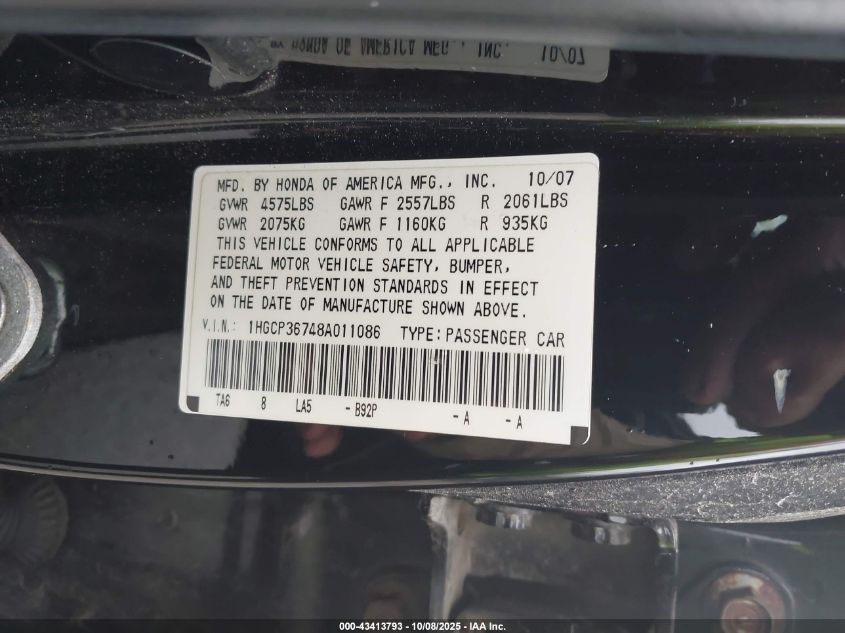 MFD. BY HONDA OF AMERICA MFG., INC. 10/07
GVWR 4575LBS GAWR F 2557LBS R 2061LBS
GVWR 2075KG GAWR F 1160KG R 935KG
THIS VEHICLE CONFORMS TO ALL APPLICABLE
FEDERAL MOTOR VEHICLE SAFETY, BUMPER,
AND THEFT PREVENTION STANDARDS IN EFFECT
ON THE DATE OF MANUFACTURE SHOWN ABOVE.
V.I.N.: 1HGCP36748A011086 TYPE: PASSENGER CAR
TA6 8 LA5 - B92P - A - A
000-43413793 - 10/08/2025 - IAA Inc.